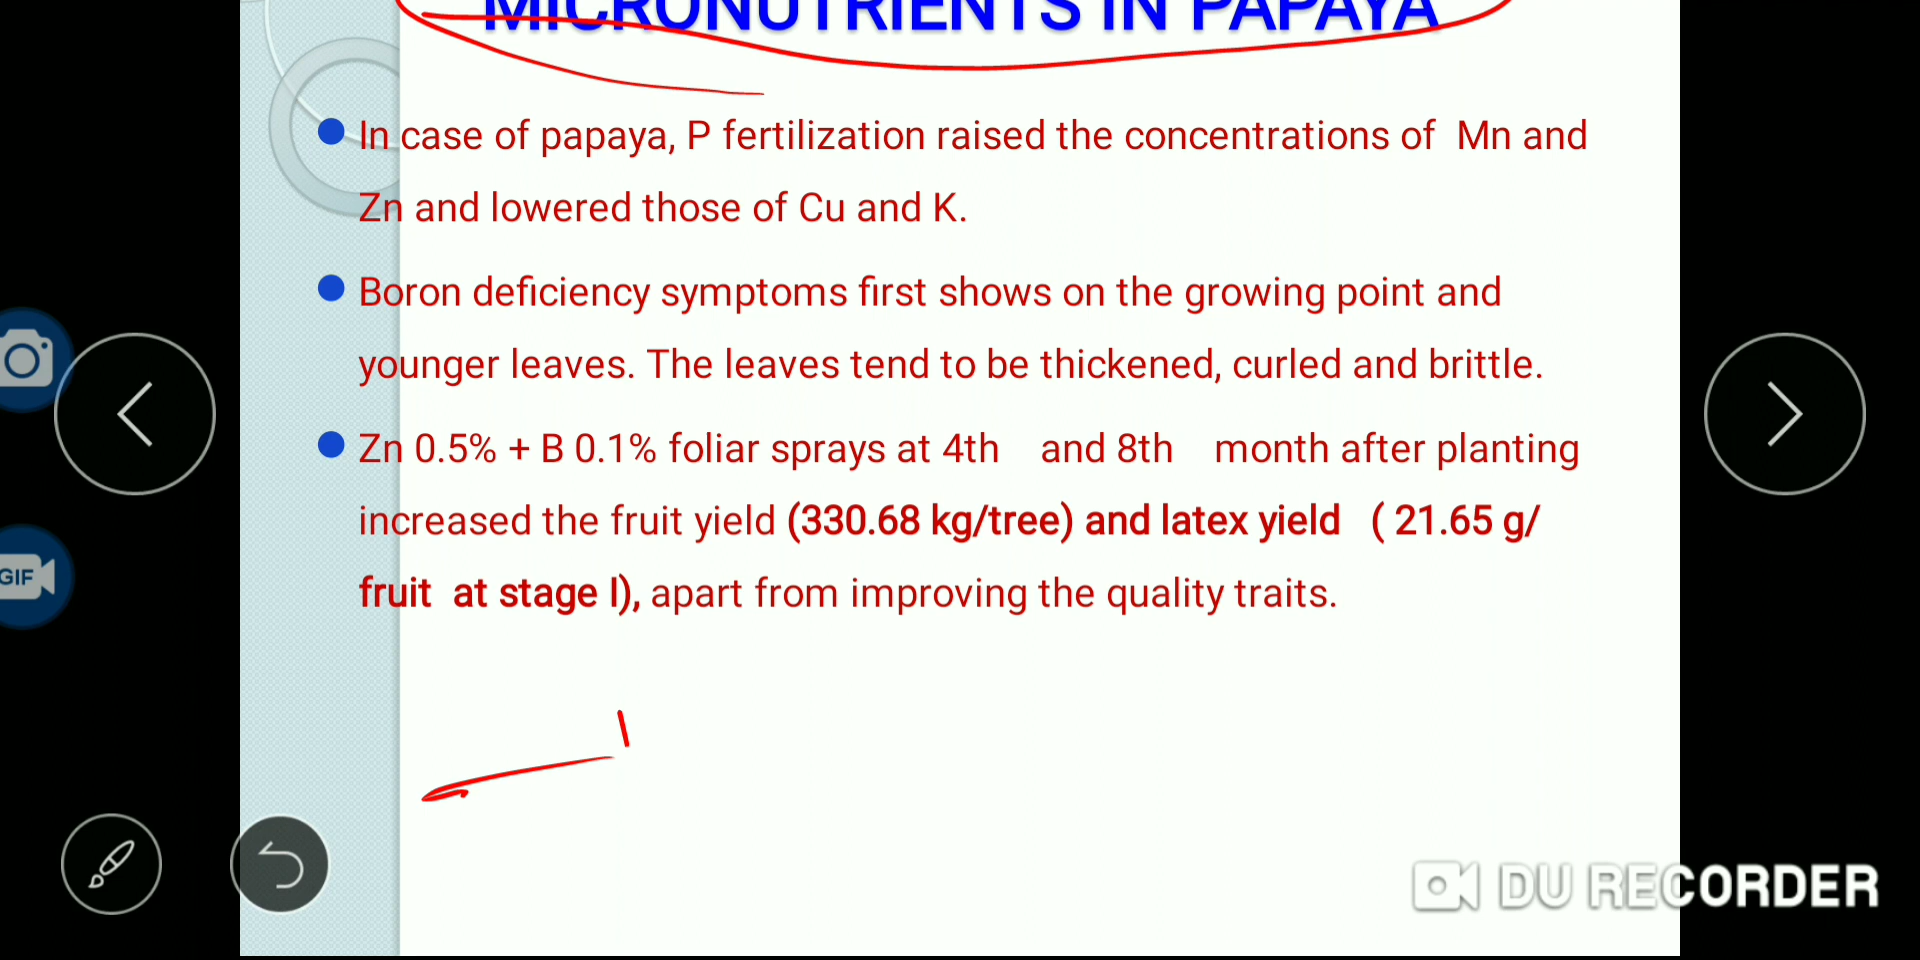 MICRONUTRIENTS IN PAPAYA
In case of papaya, P fertilization raised the concentrations of Mn and
Zn and lowered those of Cu and K.
Boron deficiency symptoms first shows on the growing point and
younger leaves. The leaves tend to be thickened, curled and brittle.
Zn 0.5% + B 0.1% foliar sprays at 4th and 8th month after planting
increased the fruit yield (330.68 kg/tree) and latex yield ( 21.65 g/
fruit at stage I), apart from improving the quality traits.
GIF
DU RECORDER